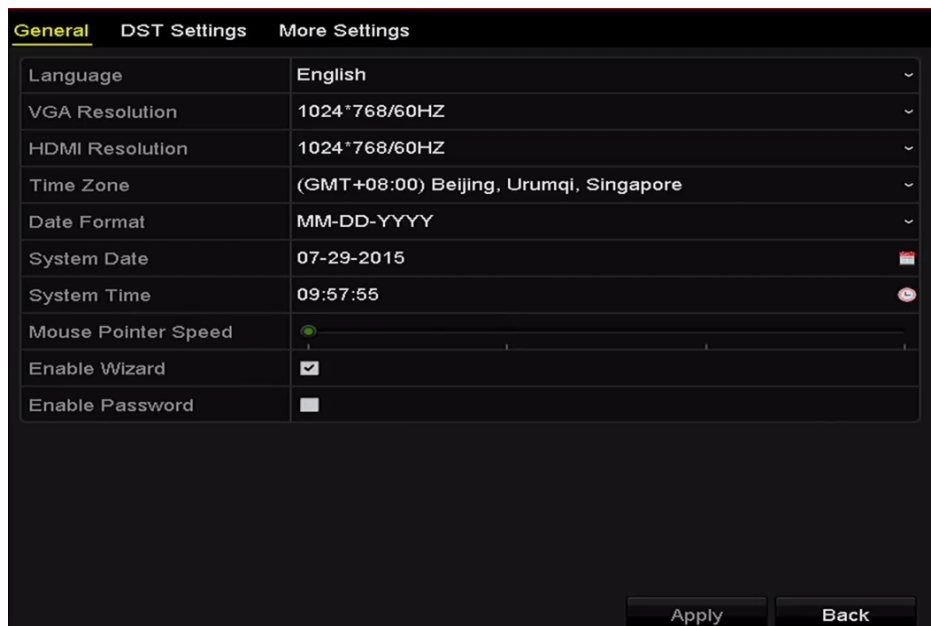 General DST Settings More Settings
Language English
VGA Resolution 1024*768/60HZ
HDMI Resolution 1024*768/60HZ
Time Zone (GMT+08:00) Beijing, Urumqi, Singapore
Date Format MM-DD-YYYY
System Date 07-29-2015
System Time 09:57:55
Mouse Pointer Speed
Enable Wizard
Enable Password
Apply Back